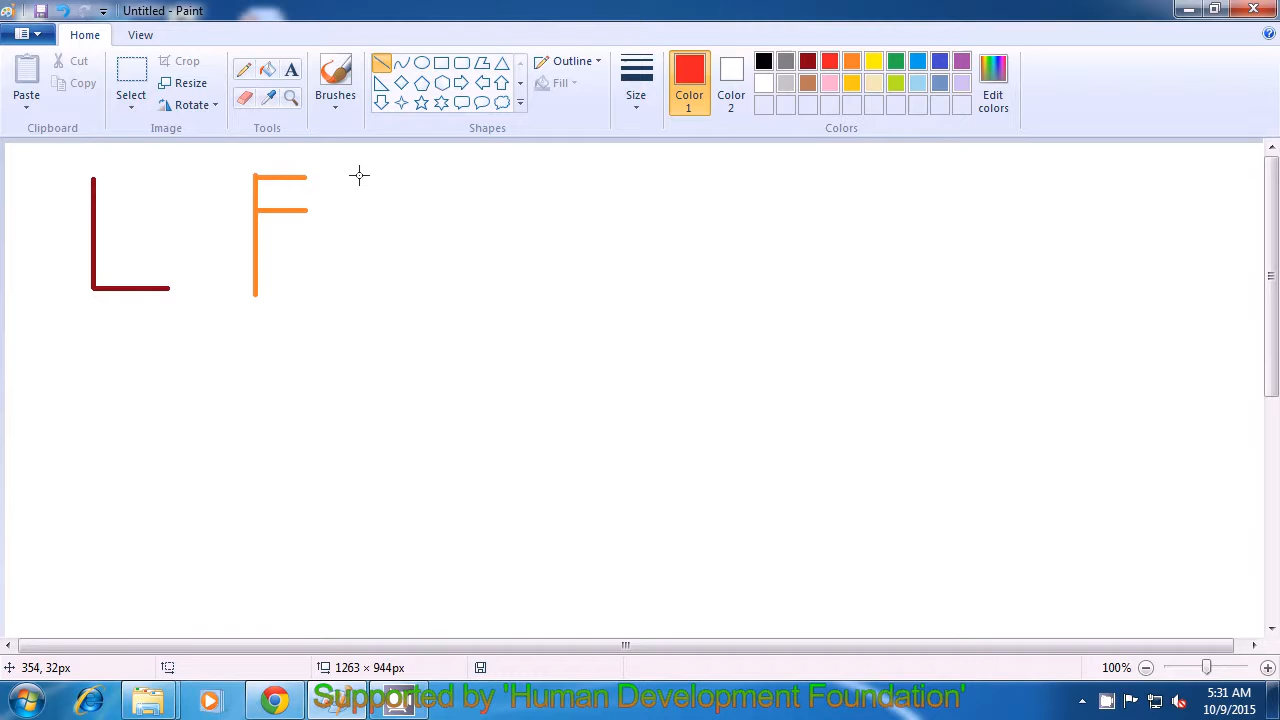 Untitled - Paint
Home
View
Paste
Cut
Copy
Clipboard
Select
Crop
Resize
Rotate
Image
A
Tools
Brushes
Outline
Fill
Shapes
Size
Color 1
Color 2
Edit colors
Colors
L F
354, 32px
1263 × 944px
100%
Supported by 'Human Development Foundation'
5:31 AM
10/9/2015